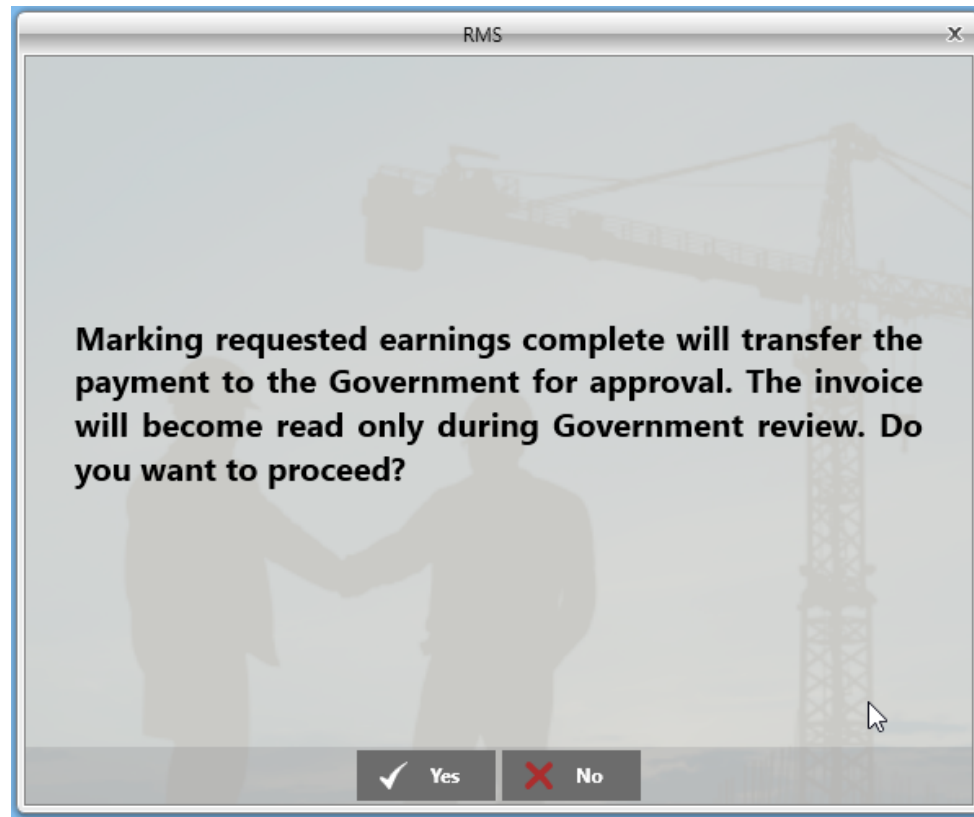 RMS
x
Marking requested earnings complete will transfer the
payment to the Government for approval. The invoice
will become read only during Government review. Do
you want to proceed?
Yes
No